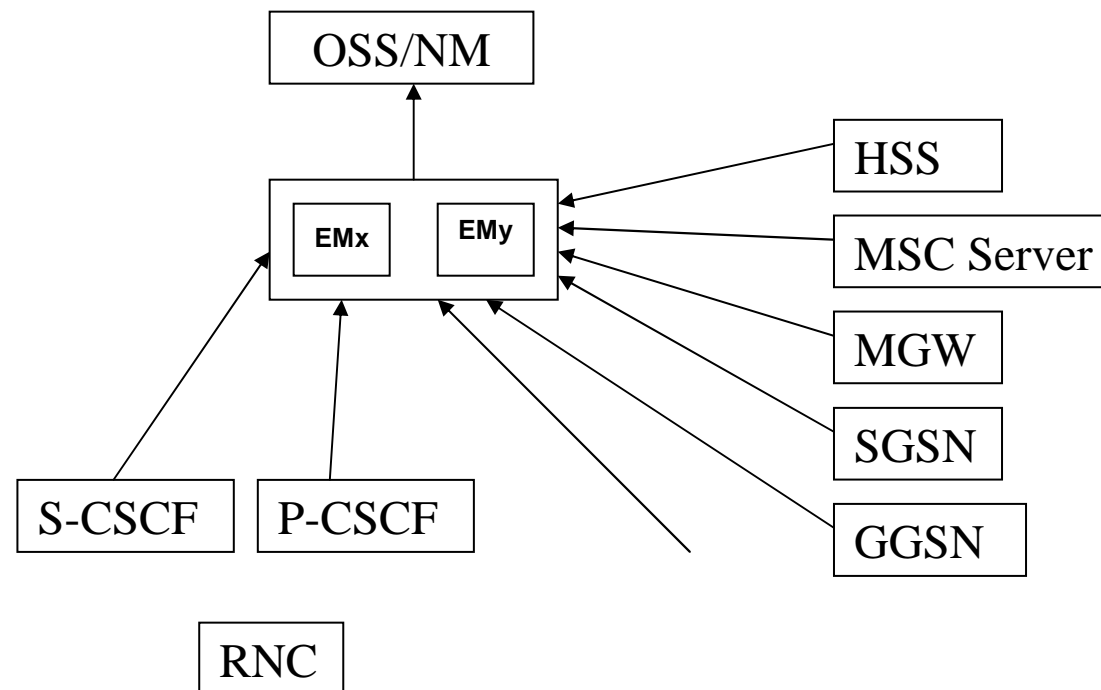 OSS/NM
HSS
EMx
EMy
MSC Server
MGW
SGSN
S-CSCF
P-CSCF
GGSN
RNC